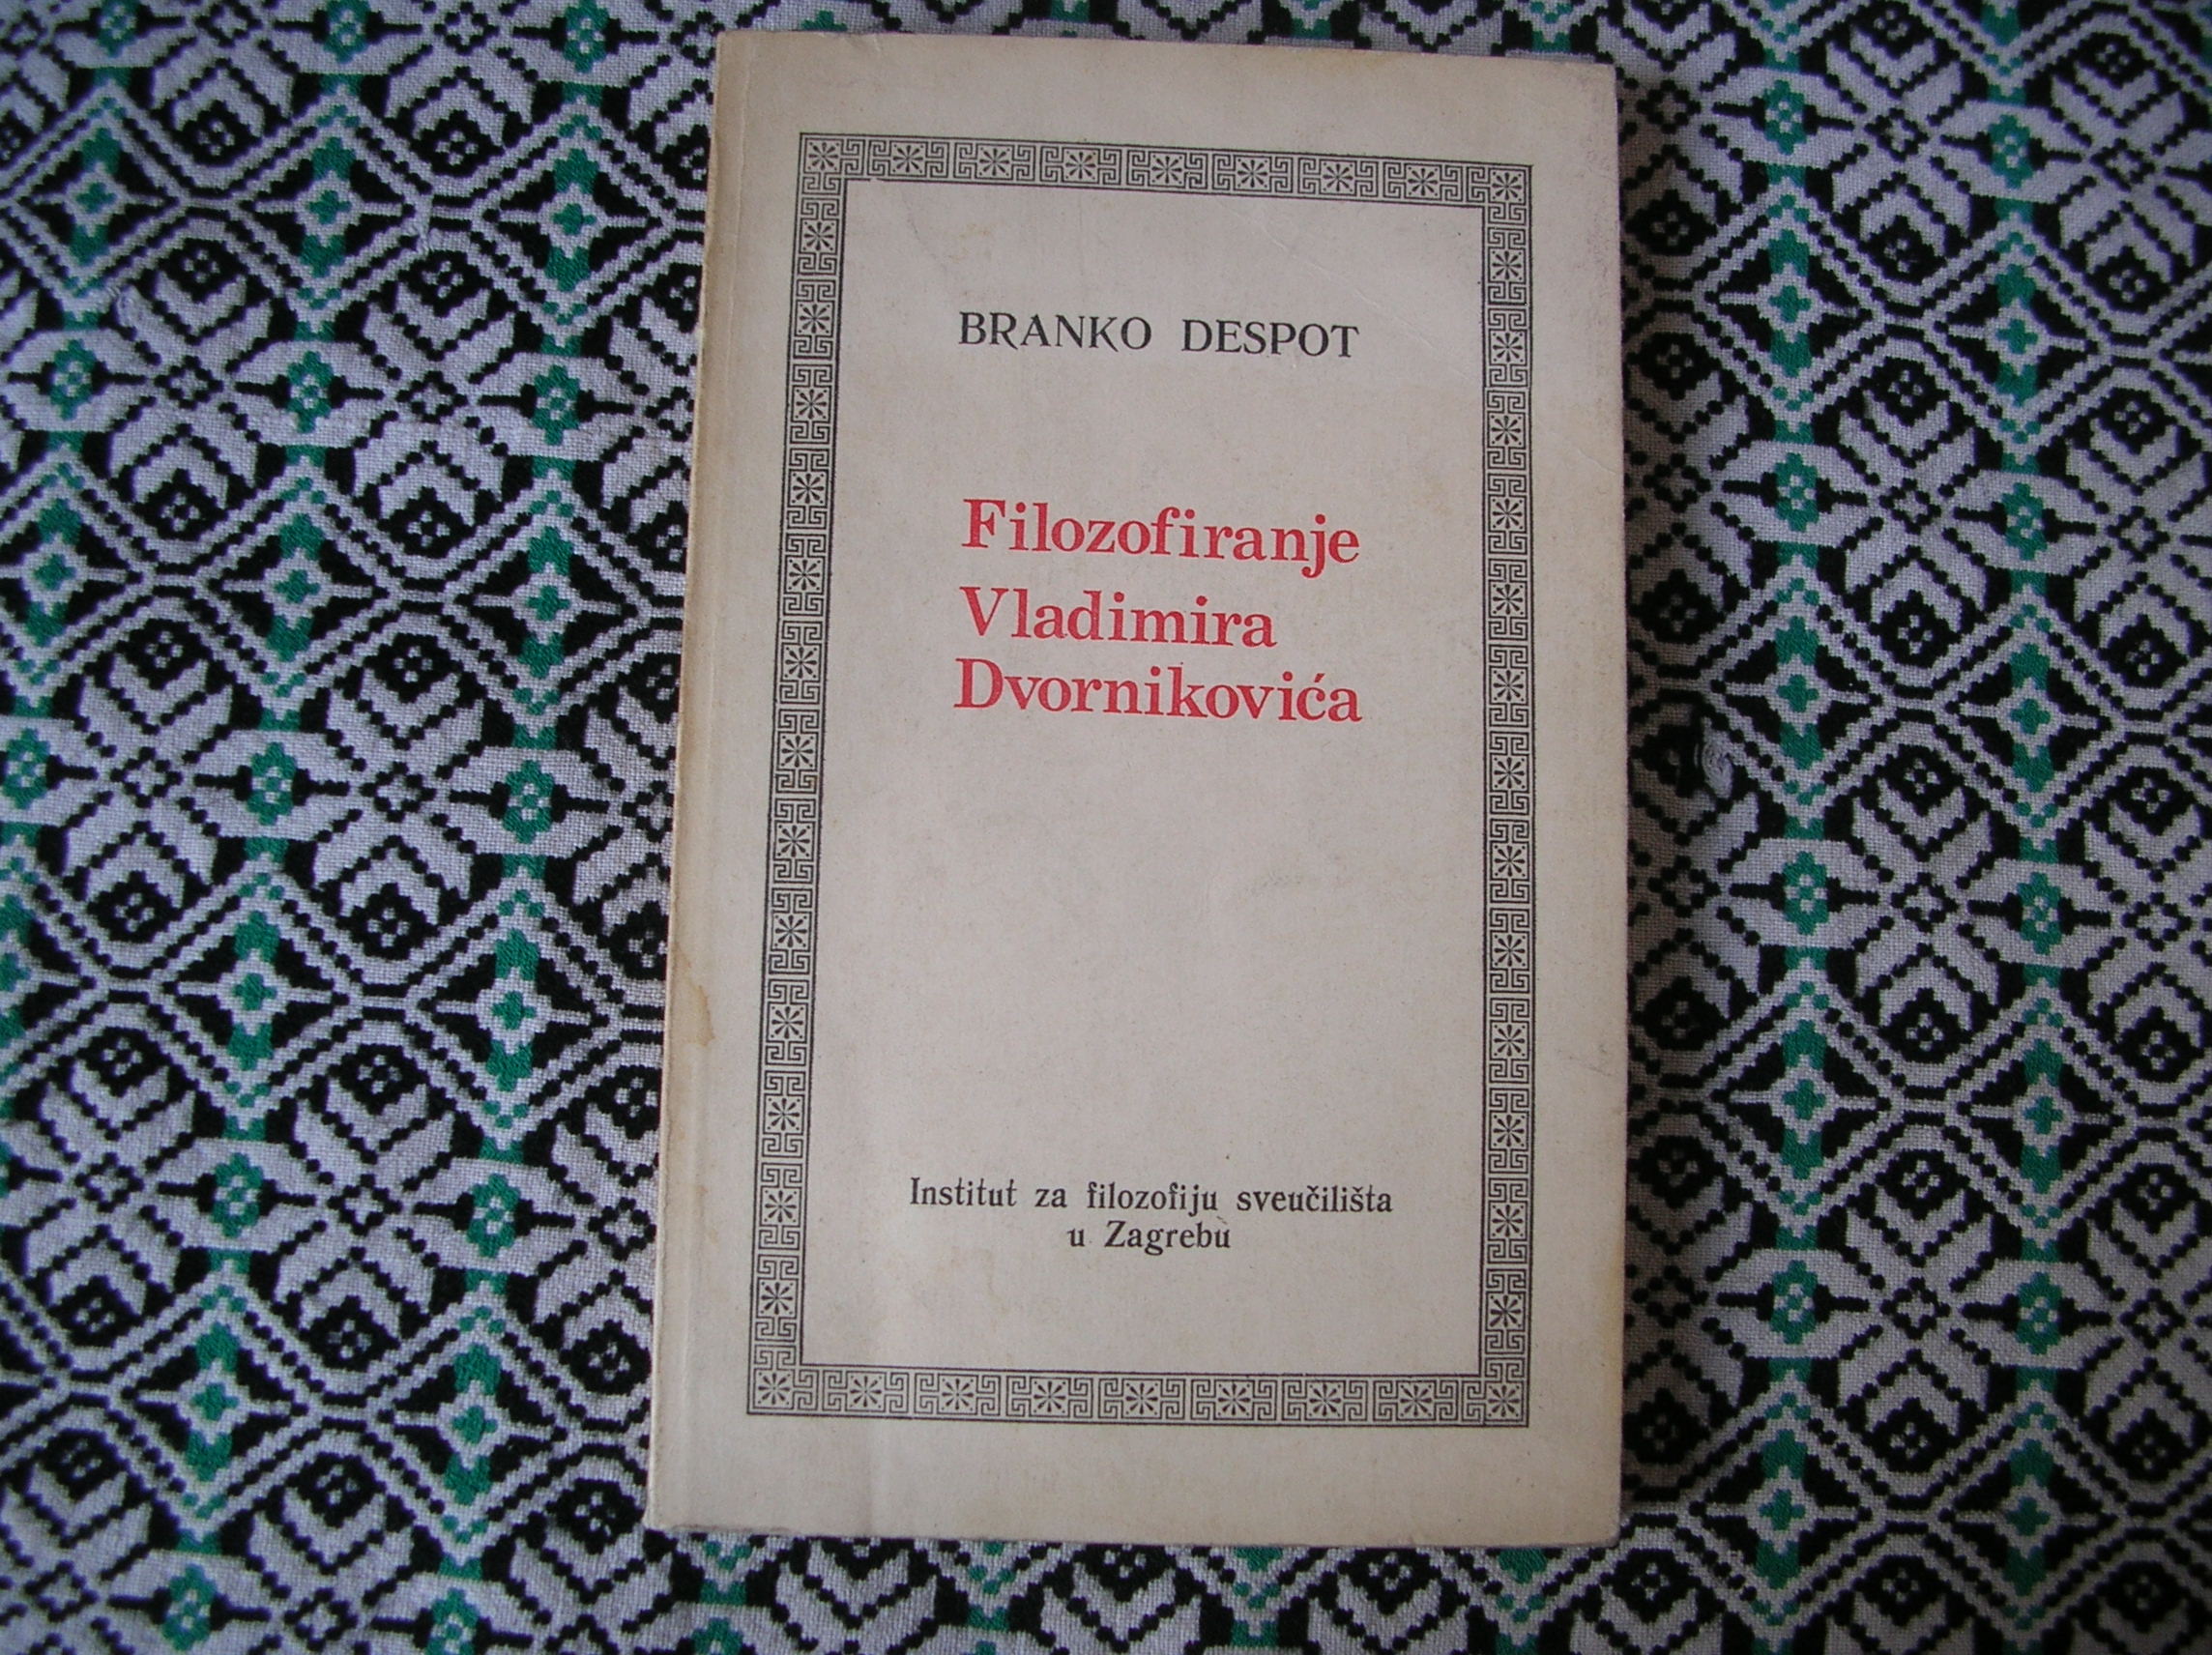 BRANKO DESPOT
Filozofiranje
Vladimira
Dvornikovića
Institut za filozofiju sveučilišta
u Zagrebu